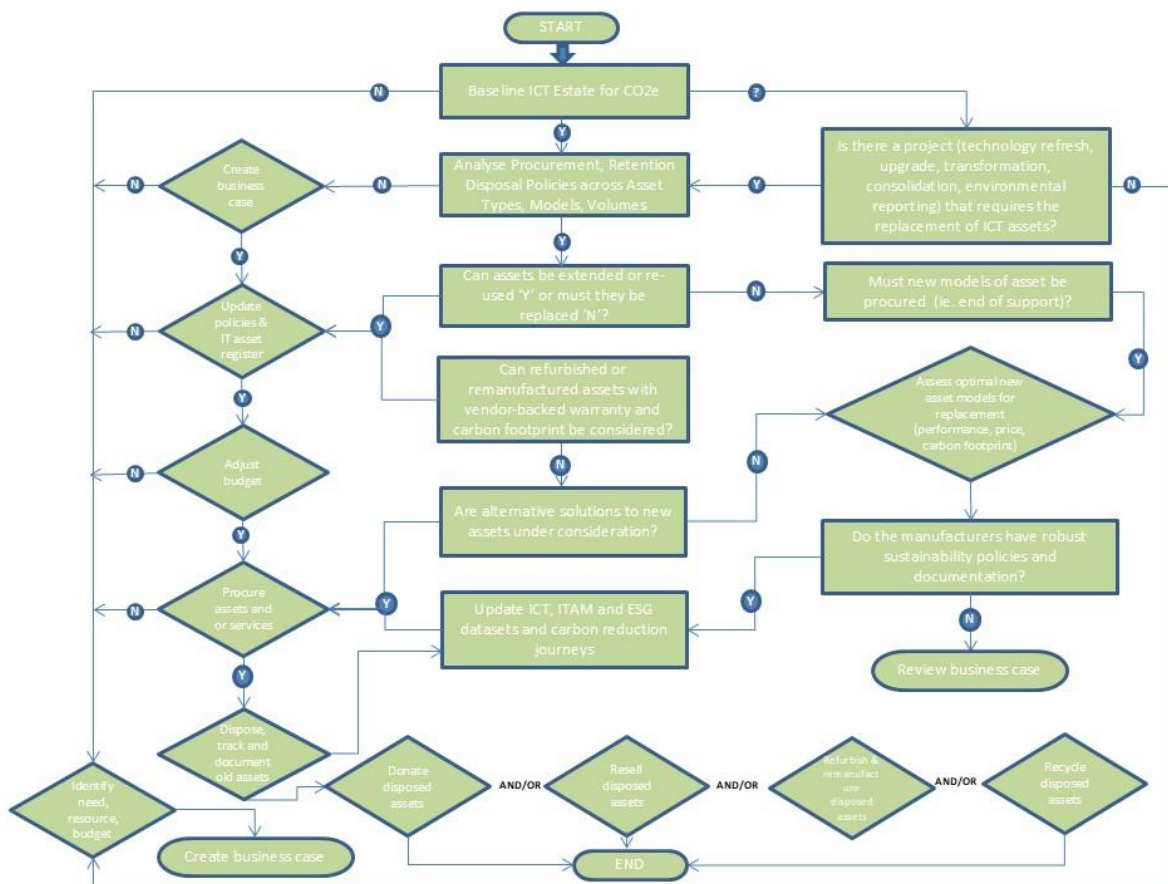 START
N
Baseline ICT Estate for CO2e
?
Y
Create
business
case
N
N
Analyse Procurement, Retention
Disposal Policies across Asset
Types, Models, Volumes
Y
Is there a project (technology refresh,
upgrade, transformation,
consolidation, environmental
reporting) that requires the
replacement of ICT assets?
N
Y
Y
Update
policies &
IT asset
register
N
Y
Can assets be extended or re-
used 'Y' or must they be
replaced 'N'?
N
Must new models of asset be
procured (ie. end of support)?
Y
Y
Can refurbished or
remanufactured assets with
vendor-backed warranty and
carbon footprint be considered?
Assess optimal new
asset models for
replacement
(performance, price,
carbon footprint)
N
Adjust
budget
N
N
Y
Are alternative solutions to new
assets under consideration?
Do the manufacturers have robust
sustainability policies and
documentation?
N
Procure
assets and
or services
Y
Update ICT, ITAM and ESG
datasets and carbon reduction
journeys
Y
N
Y
Review business case
Dispose,
track and
document
old assets
Identify
need,
resource,
budget
Donate
disposed
assets
AND/OR
Resell
disposed
assets
AND/OR
Refurbish &
remanufact
ure
disposed
assets
AND/OR
Recycle
disposed
assets
Create business case
END